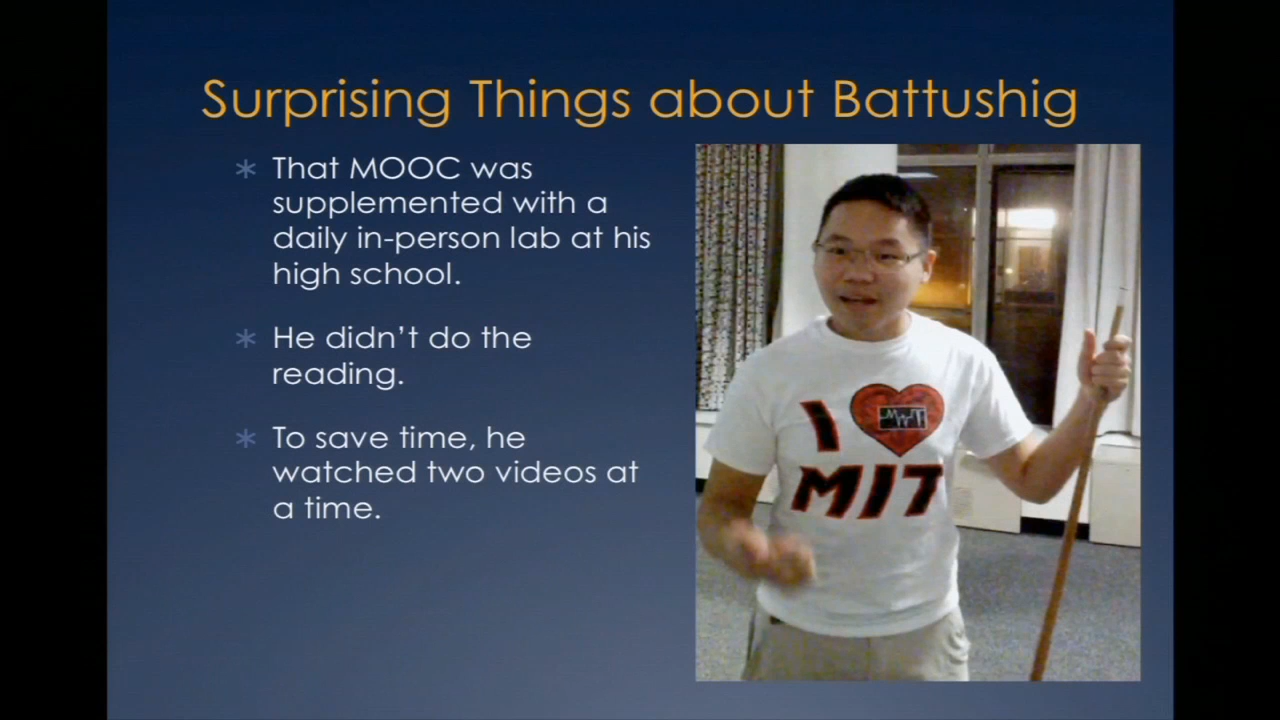 Surprising Things about Battushig
* That MOOC was
supplemented with a
daily in-person lab at his
high school.
* He didn't do the
reading.
* To save time, he
watched two videos at
a time.
I
MIT